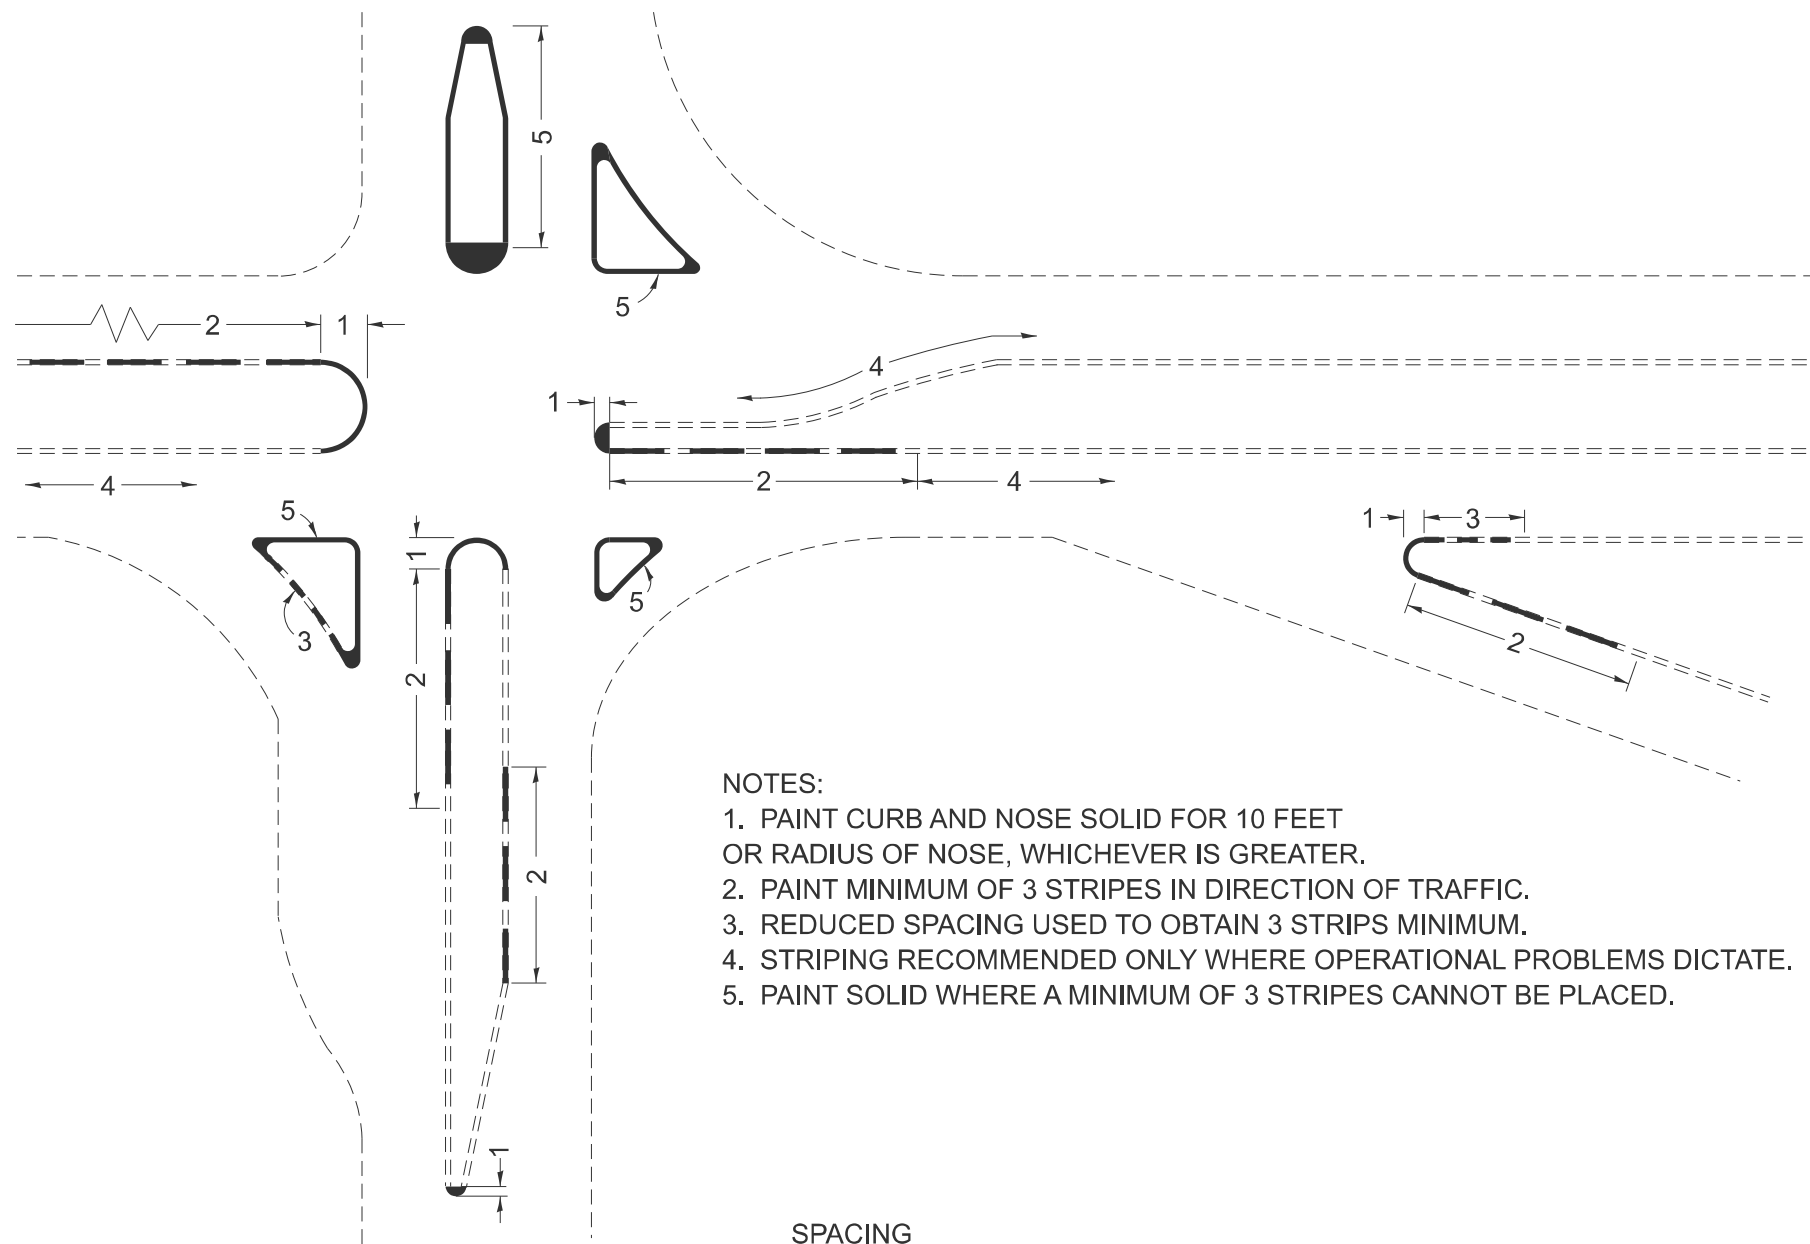 5
5
2
1
4
1
4
2
4
5
1
3
1
5
3
2
2
2
1
NOTES:
1. PAINT CURB AND NOSE SOLID FOR 10 FEET
OR RADIUS OF NOSE, WHICHEVER IS GREATER.
2. PAINT MINIMUM OF 3 STRIPES IN DIRECTION OF TRAFFIC.
3. REDUCED SPACING USED TO OBTAIN 3 STRIPS MINIMUM.
4. STRIPING RECOMMENDED ONLY WHERE OPERATIONAL PROBLEMS DICTATE.
5. PAINT SOLID WHERE A MINIMUM OF 3 STRIPES CANNOT BE PLACED.
SPACING